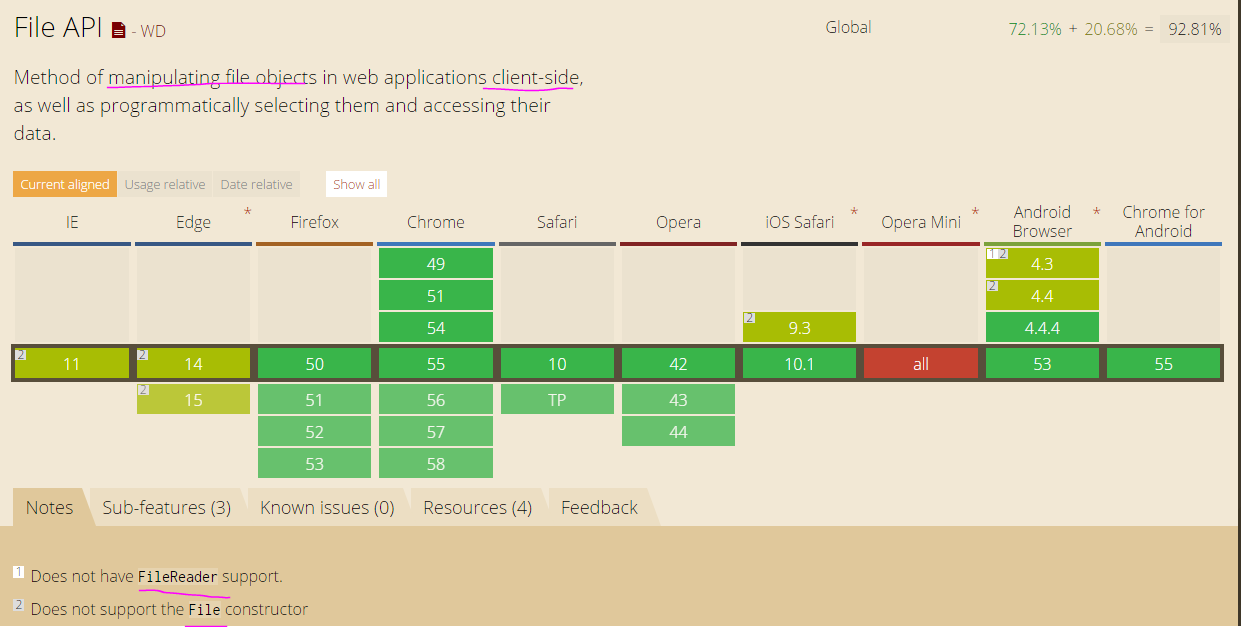 File API - WD
Global
72.13% + 20.68% = 92.81%
Method of manipulating file objects in web applications client-side,
as well as programmatically selecting them and accessing their
data.
Current aligned Usage relative Date relative Show all
IE Edge * Firefox Chrome Safari Opera iOS Safari * Opera Mini * Android Browser * Chrome for Android
49 1 2 4.3
51 2 4.4
54 2 9.3 4.4.4
2 11 2 14 50 55 10 42 10.1 all 53 55
2 15 51 56 TP 43
52 57 44
53 58
Notes Sub-features (3) Known issues (0) Resources (4) Feedback
1 Does not have FileReader support.
2 Does not support the File constructor